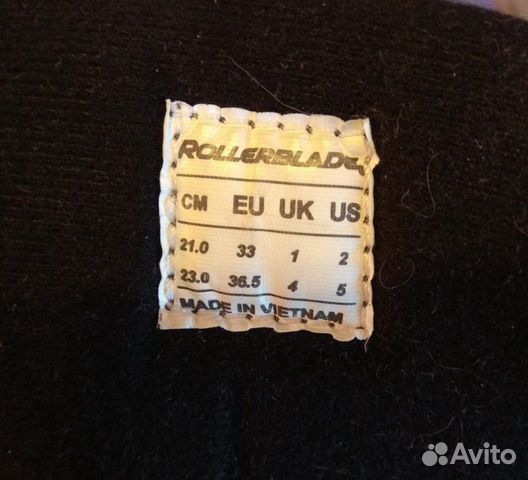 ROLLERBLADE
CM EU UK US
21.0 33 1 2
23.0 36.5 4 5
MADE IN VIETNAM
Avito